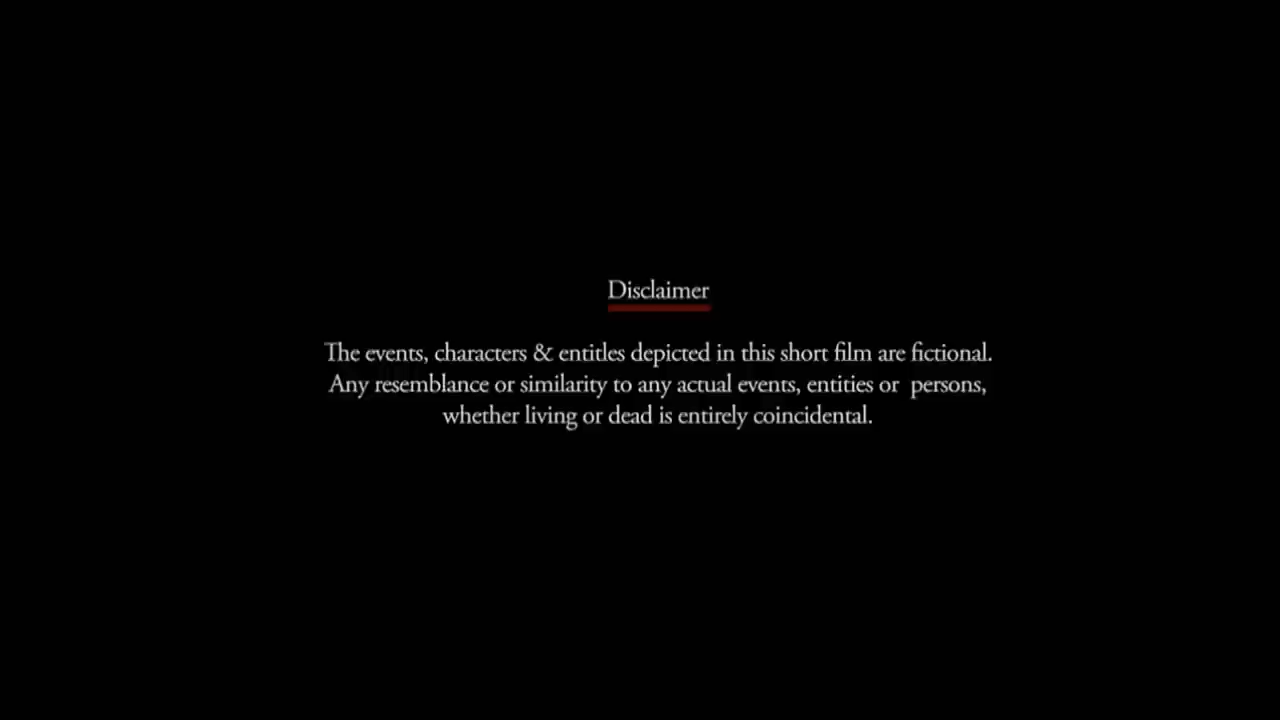 Disclaimer
The events, characters & entitles depicted in this short film are fictional.
Any resemblance or similarity to any actual events, entities or persons,
whether living or dead is entirely coincidental.